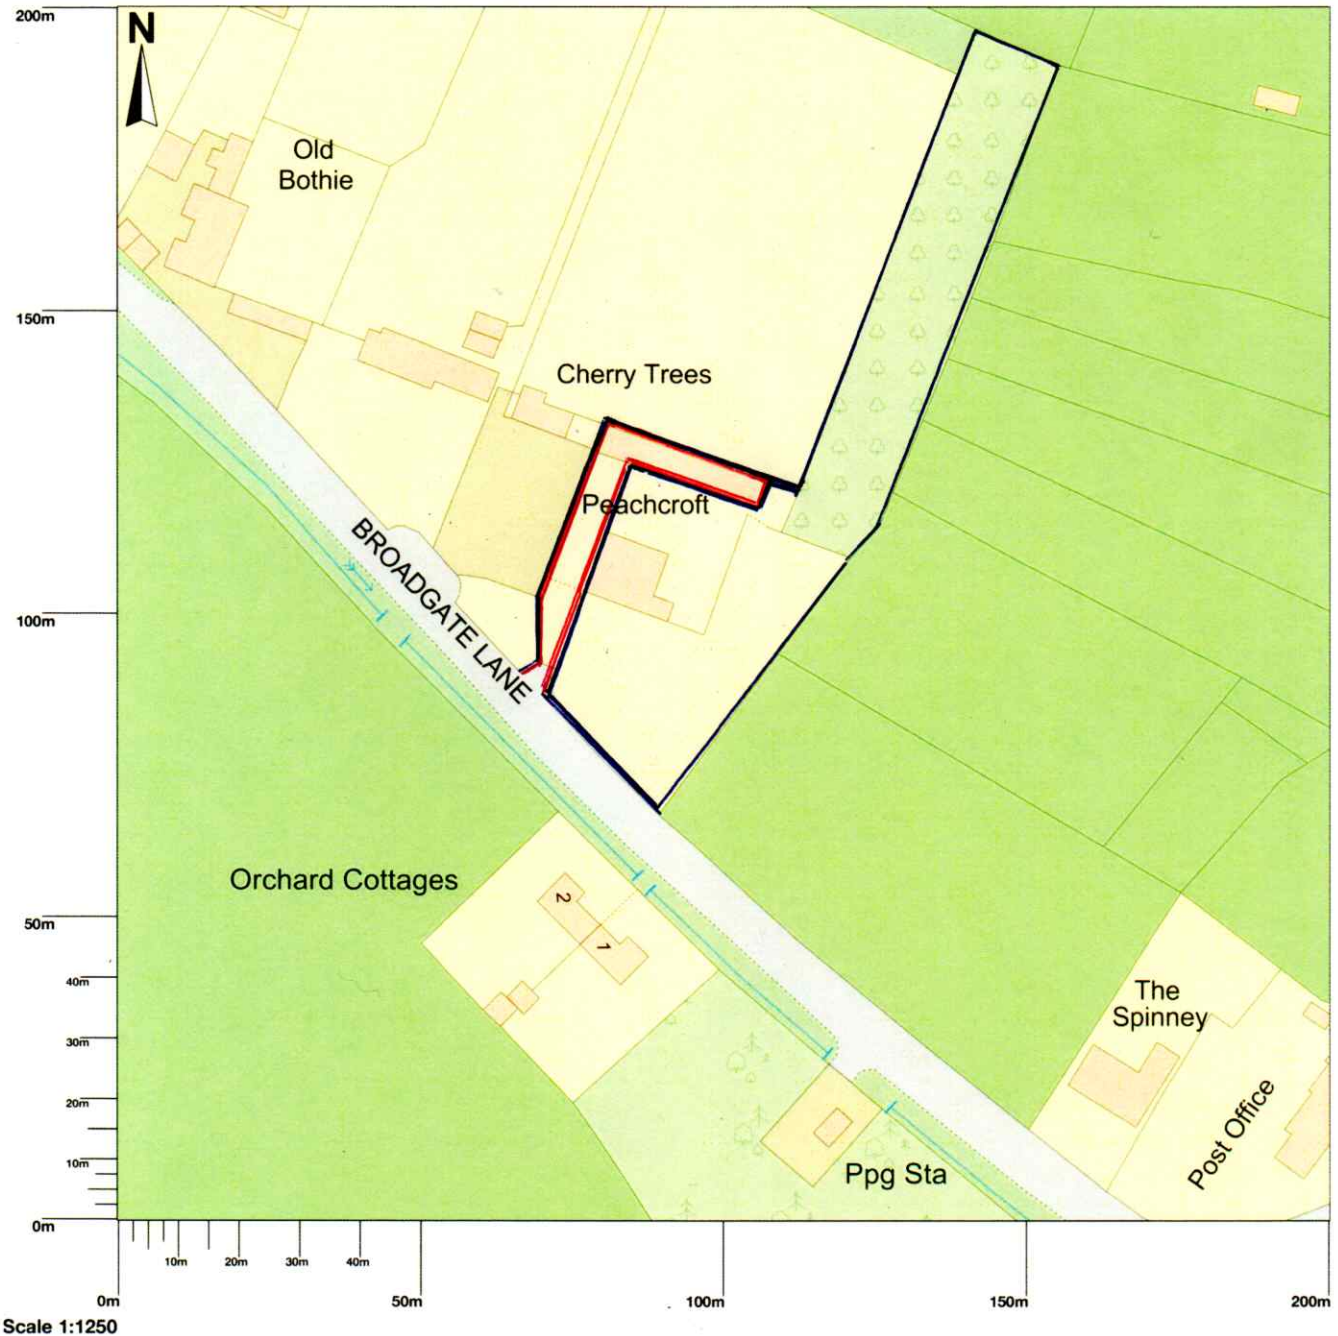 200m
N
Old
Bothie
150m
Cherry Trees
Peachcroft
BROADGATE LANE
100m
Orchard Cottages
2
1
50m
40m
The
Spinney
30m
20m
Post Office
10m
Ppg Sta
0m
10m
20m
30m
40m
0m
50m
100m
150m
200m
Scale 1:1250